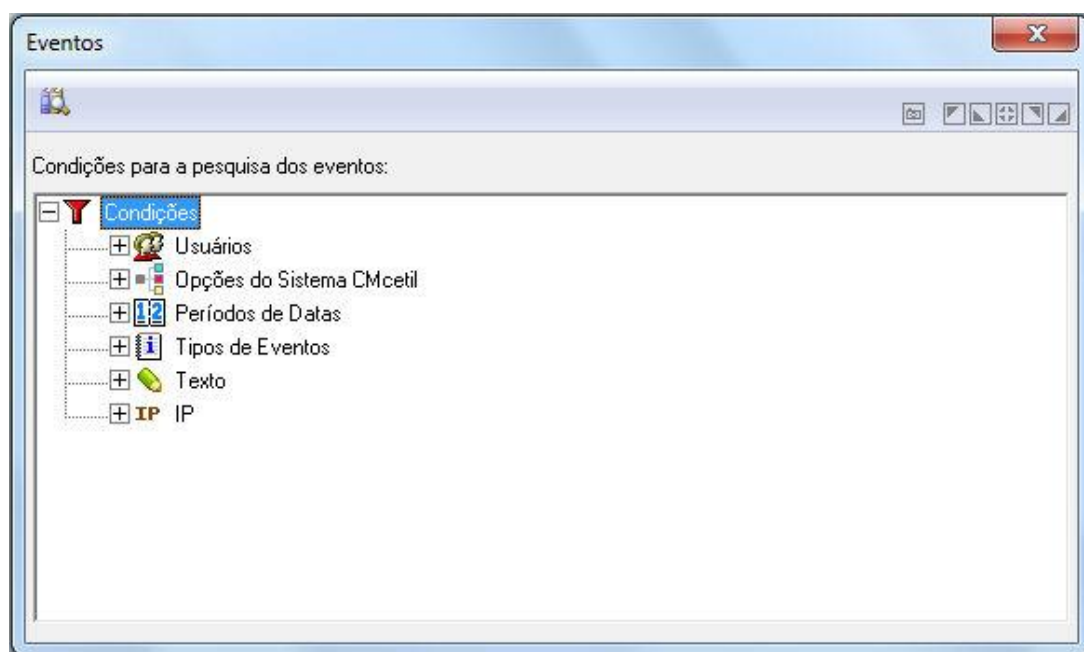 Eventos
Condições para a pesquisa dos eventos:
Condições
Usuários
Opções do Sistema CMcetil
12 Períodos de Datas
i Tipos de Eventos
Texto
IP IP